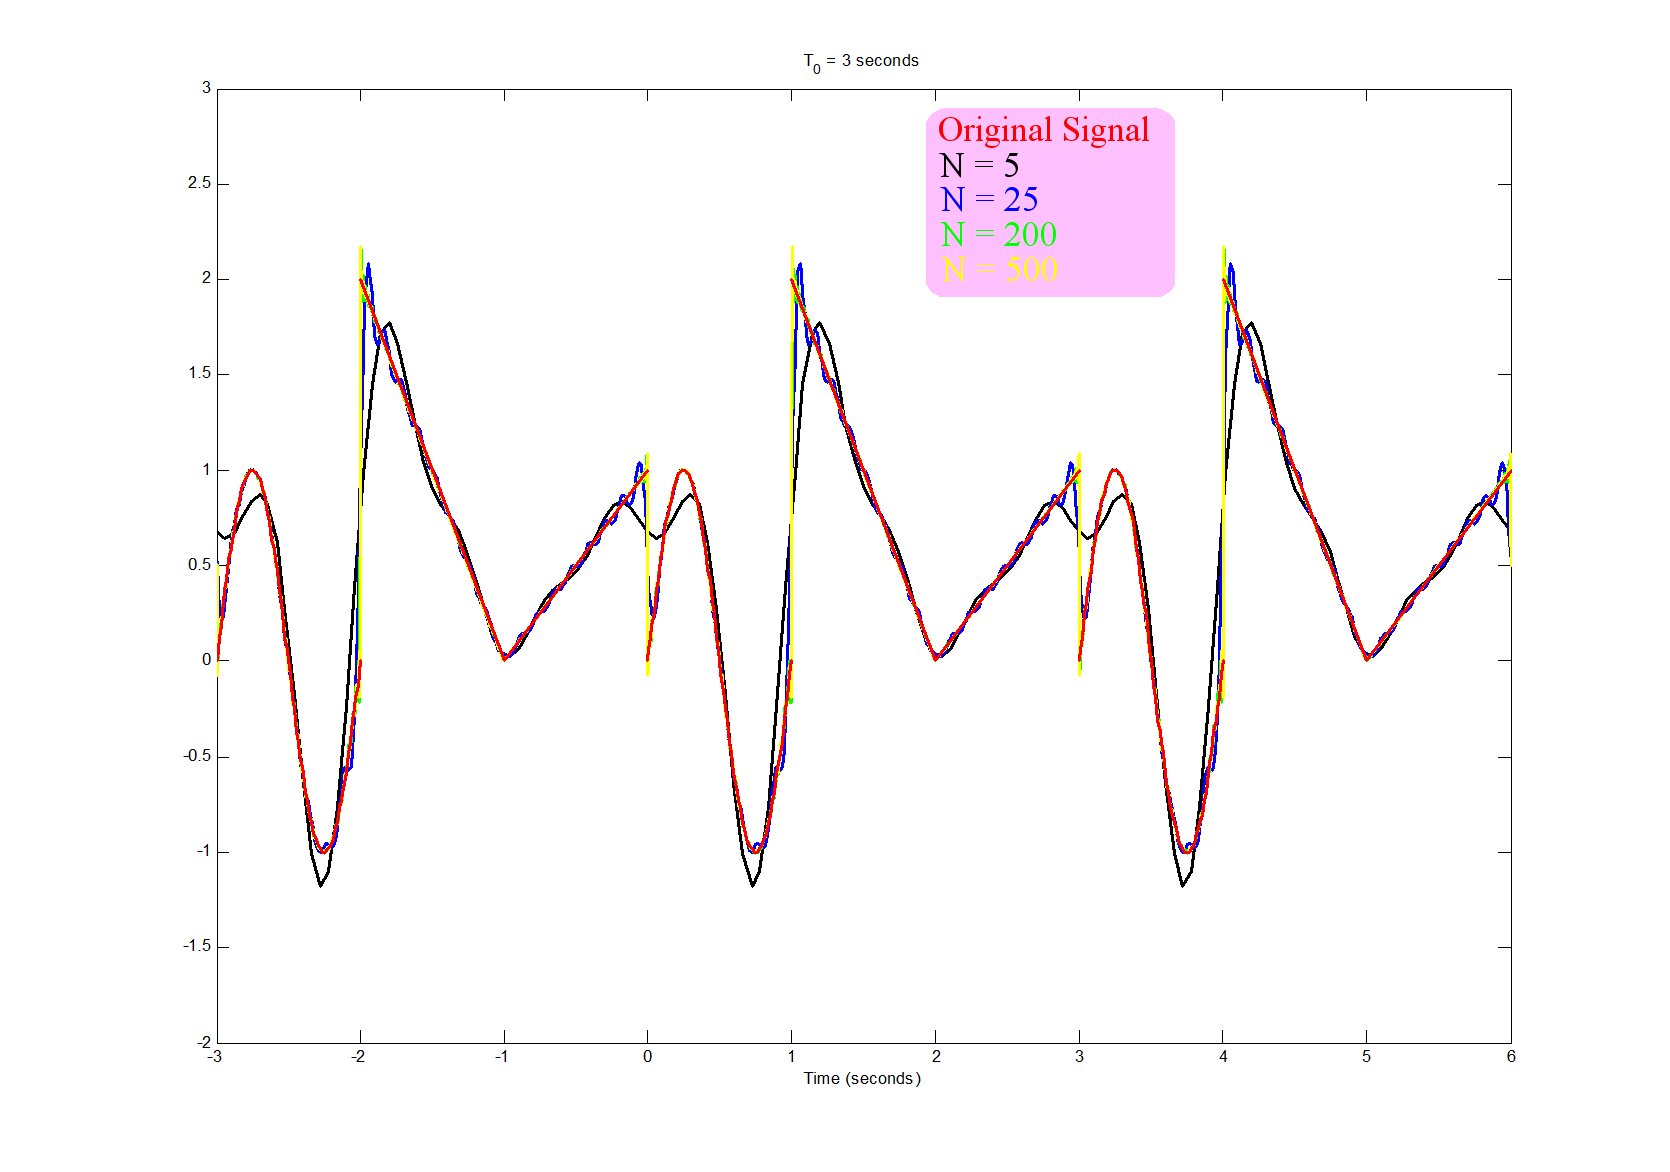 T0 = 3 seconds
3
Original Signal
N = 5
2.5
N = 25
N = 200
N = 500
2
1.5
1
0.5
0
-0.5
-1
-1.5
-2
-3 -2 -1 0 1 2 3 4 5 6
Time (seconds)